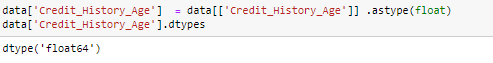 data['Credit_History_Age']  = data[['Credit_History_Age']] .astype(float)
data['Credit_History_Age'].dtypes
dtype('float64')